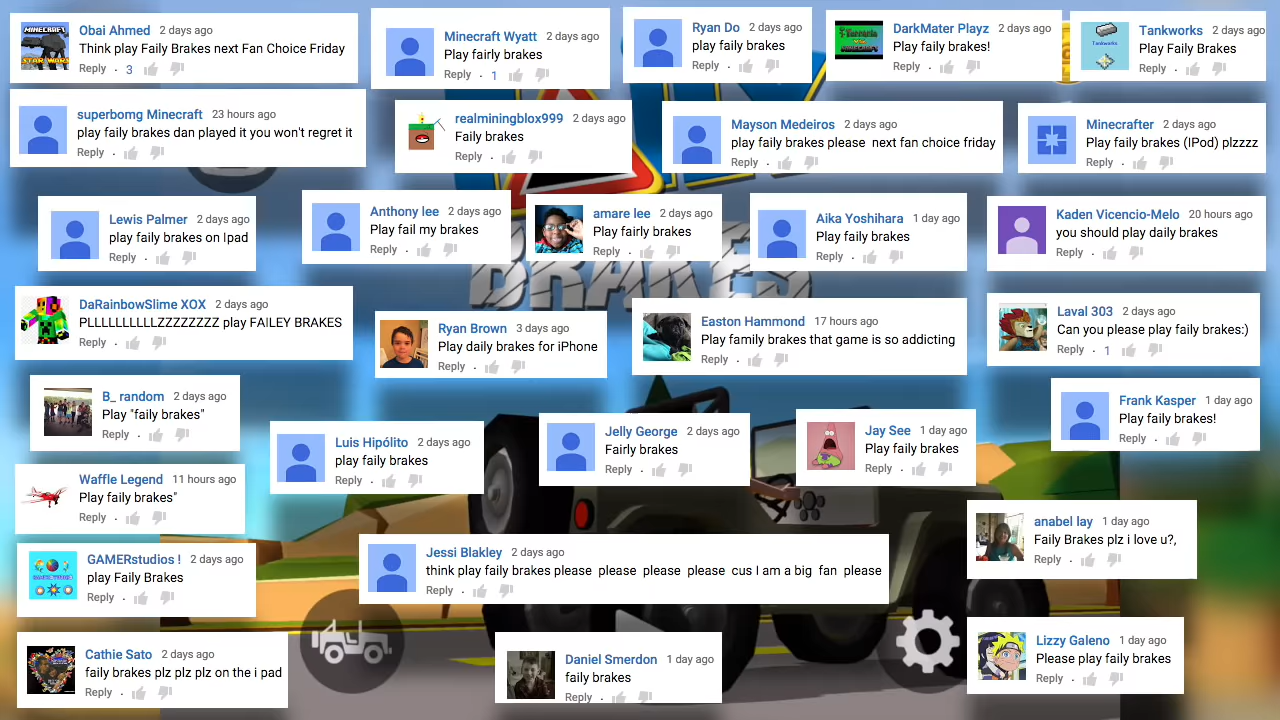 Obai Ahmed 2 days ago
Think play Faily Brakes next Fan Choice Friday
Reply . 3
Minecraft Wyatt 2 days ago
Play fairly brakes
Reply . 1
Ryan Do 2 days ago
play faily brakes
Reply .
DarkMater Playz 2 days ago
Play faily brakes!
Reply .
Tankworks 2 days ago
Play Faily Brakes
Reply .
superbomg Minecraft 23 hours ago
play faily brakes dan played it you won't regret it
Reply .
realminingblox999 2 days ago
Faily brakes
Reply .
Mayson Medeiros 2 days ago
play faily brakes please next fan choice friday
Reply .
Minecrafter 2 days ago
Play faily brakes (IPod) plzzzz
Reply .
Lewis Palmer 2 days ago
play faily brakes on Ipad
Reply .
Anthony lee 2 days ago
Play fail my brakes
Reply .
amare lee 2 days ago
Play fairly brakes
Reply .
Aika Yoshihara 1 day ago
Play faily brakes
Reply .
Kaden Vicencio-Melo 20 hours ago
you should play daily brakes
Reply .
BRAKES
DaRainbowSlime XOX 2 days ago
PLLLLLLLLLZZZZZZZZ play FAILEY BRAKES
Reply .
Ryan Brown 3 days ago
Play daily brakes for iPhone
Reply .
Easton Hammond 17 hours ago
Play family brakes that game is so addicting
Reply .
Laval 303 2 days ago
Can you please play faily brakes:)
Reply . 1
B_ random 2 days ago
Play "faily brakes"
Reply .
Luis Hipólito 2 days ago
play faily brakes
Reply .
Jelly George 2 days ago
Fairly brakes
Reply .
Jay See 1 day ago
Play faily brakes
Reply .
Frank Kasper 1 day ago
Play faily brakes!
Reply .
Waffle Legend 11 hours ago
Play faily brakes"
Reply .
GAMERstudios ! 2 days ago
play Faily Brakes
Reply .
Jessi Blakley 2 days ago
think play faily brakes please please please please cus I am a big fan please
Reply .
anabel lay 1 day ago
Faily Brakes plz i love u?,
Reply .
Cathie Sato 2 days ago
faily brakes plz plz plz on the i pad
Reply .
Daniel Smerdon 1 day ago
faily brakes
Reply .
Lizzy Galeno 1 day ago
Please play faily brakes
Reply .